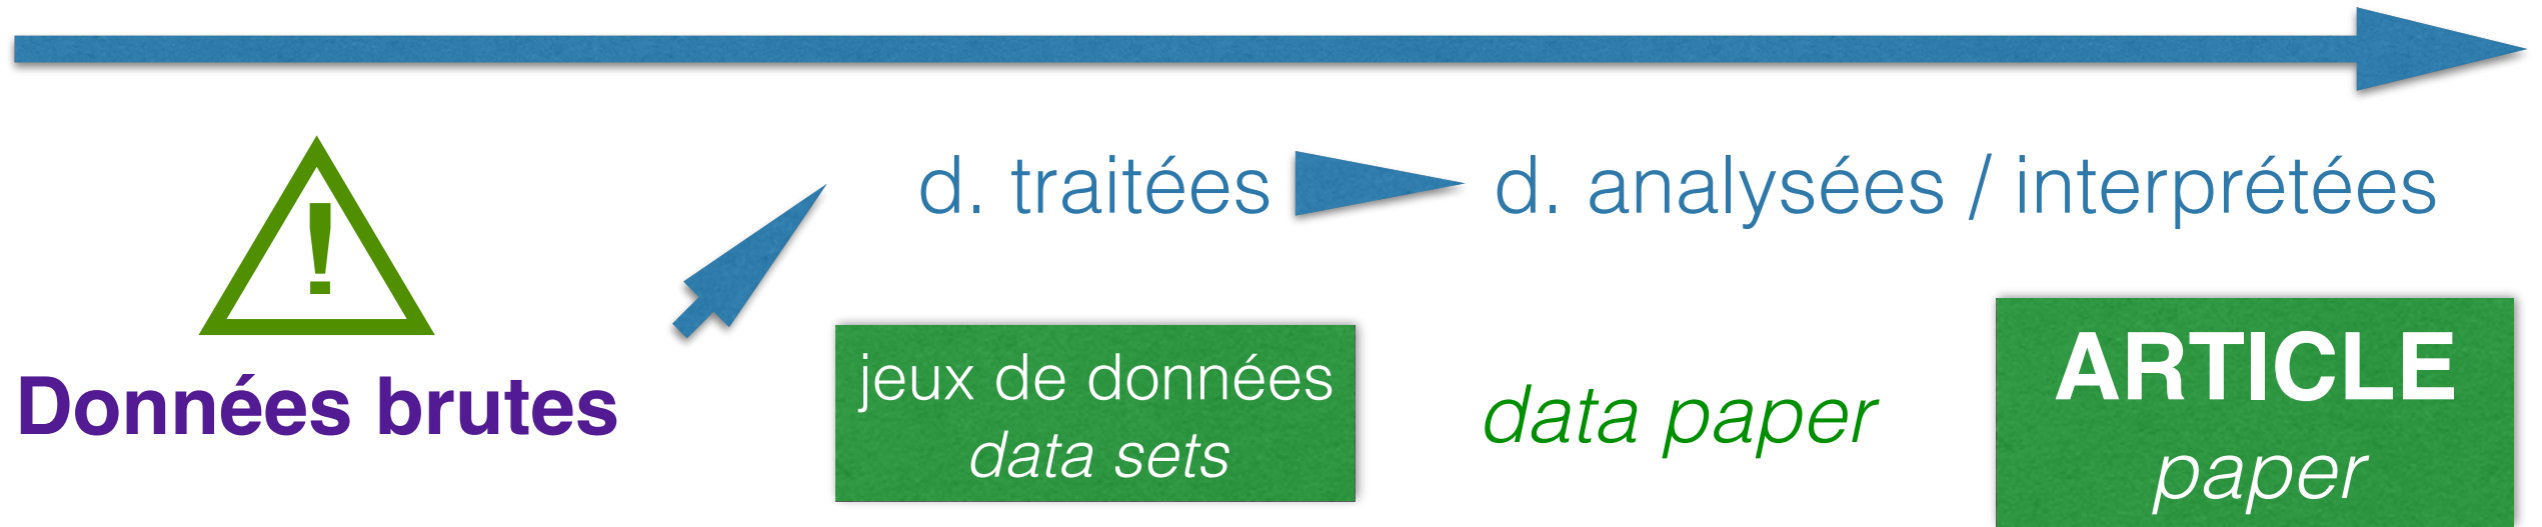 d. traitées
d. analysées / interprétées
!
Données brutes
jeux de données
data sets
data paper
ARTICLE
paper